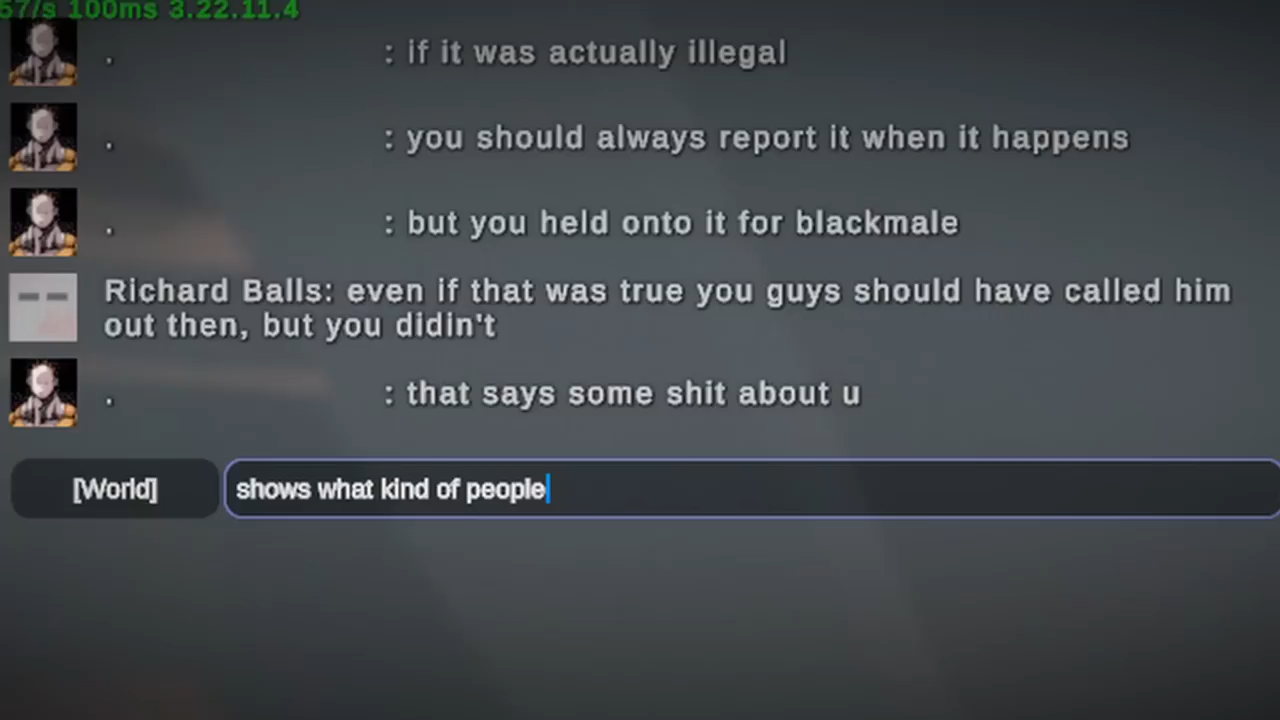 57/s 100ms 3.22.11.4
. : if it was actually illegal
. : you should always report it when it happens
. : but you held onto it for blackmale
Richard Balls: even if that was true you guys should have called him
out then, but you didin't
. : that says some shit about u
[World] shows what kind of people